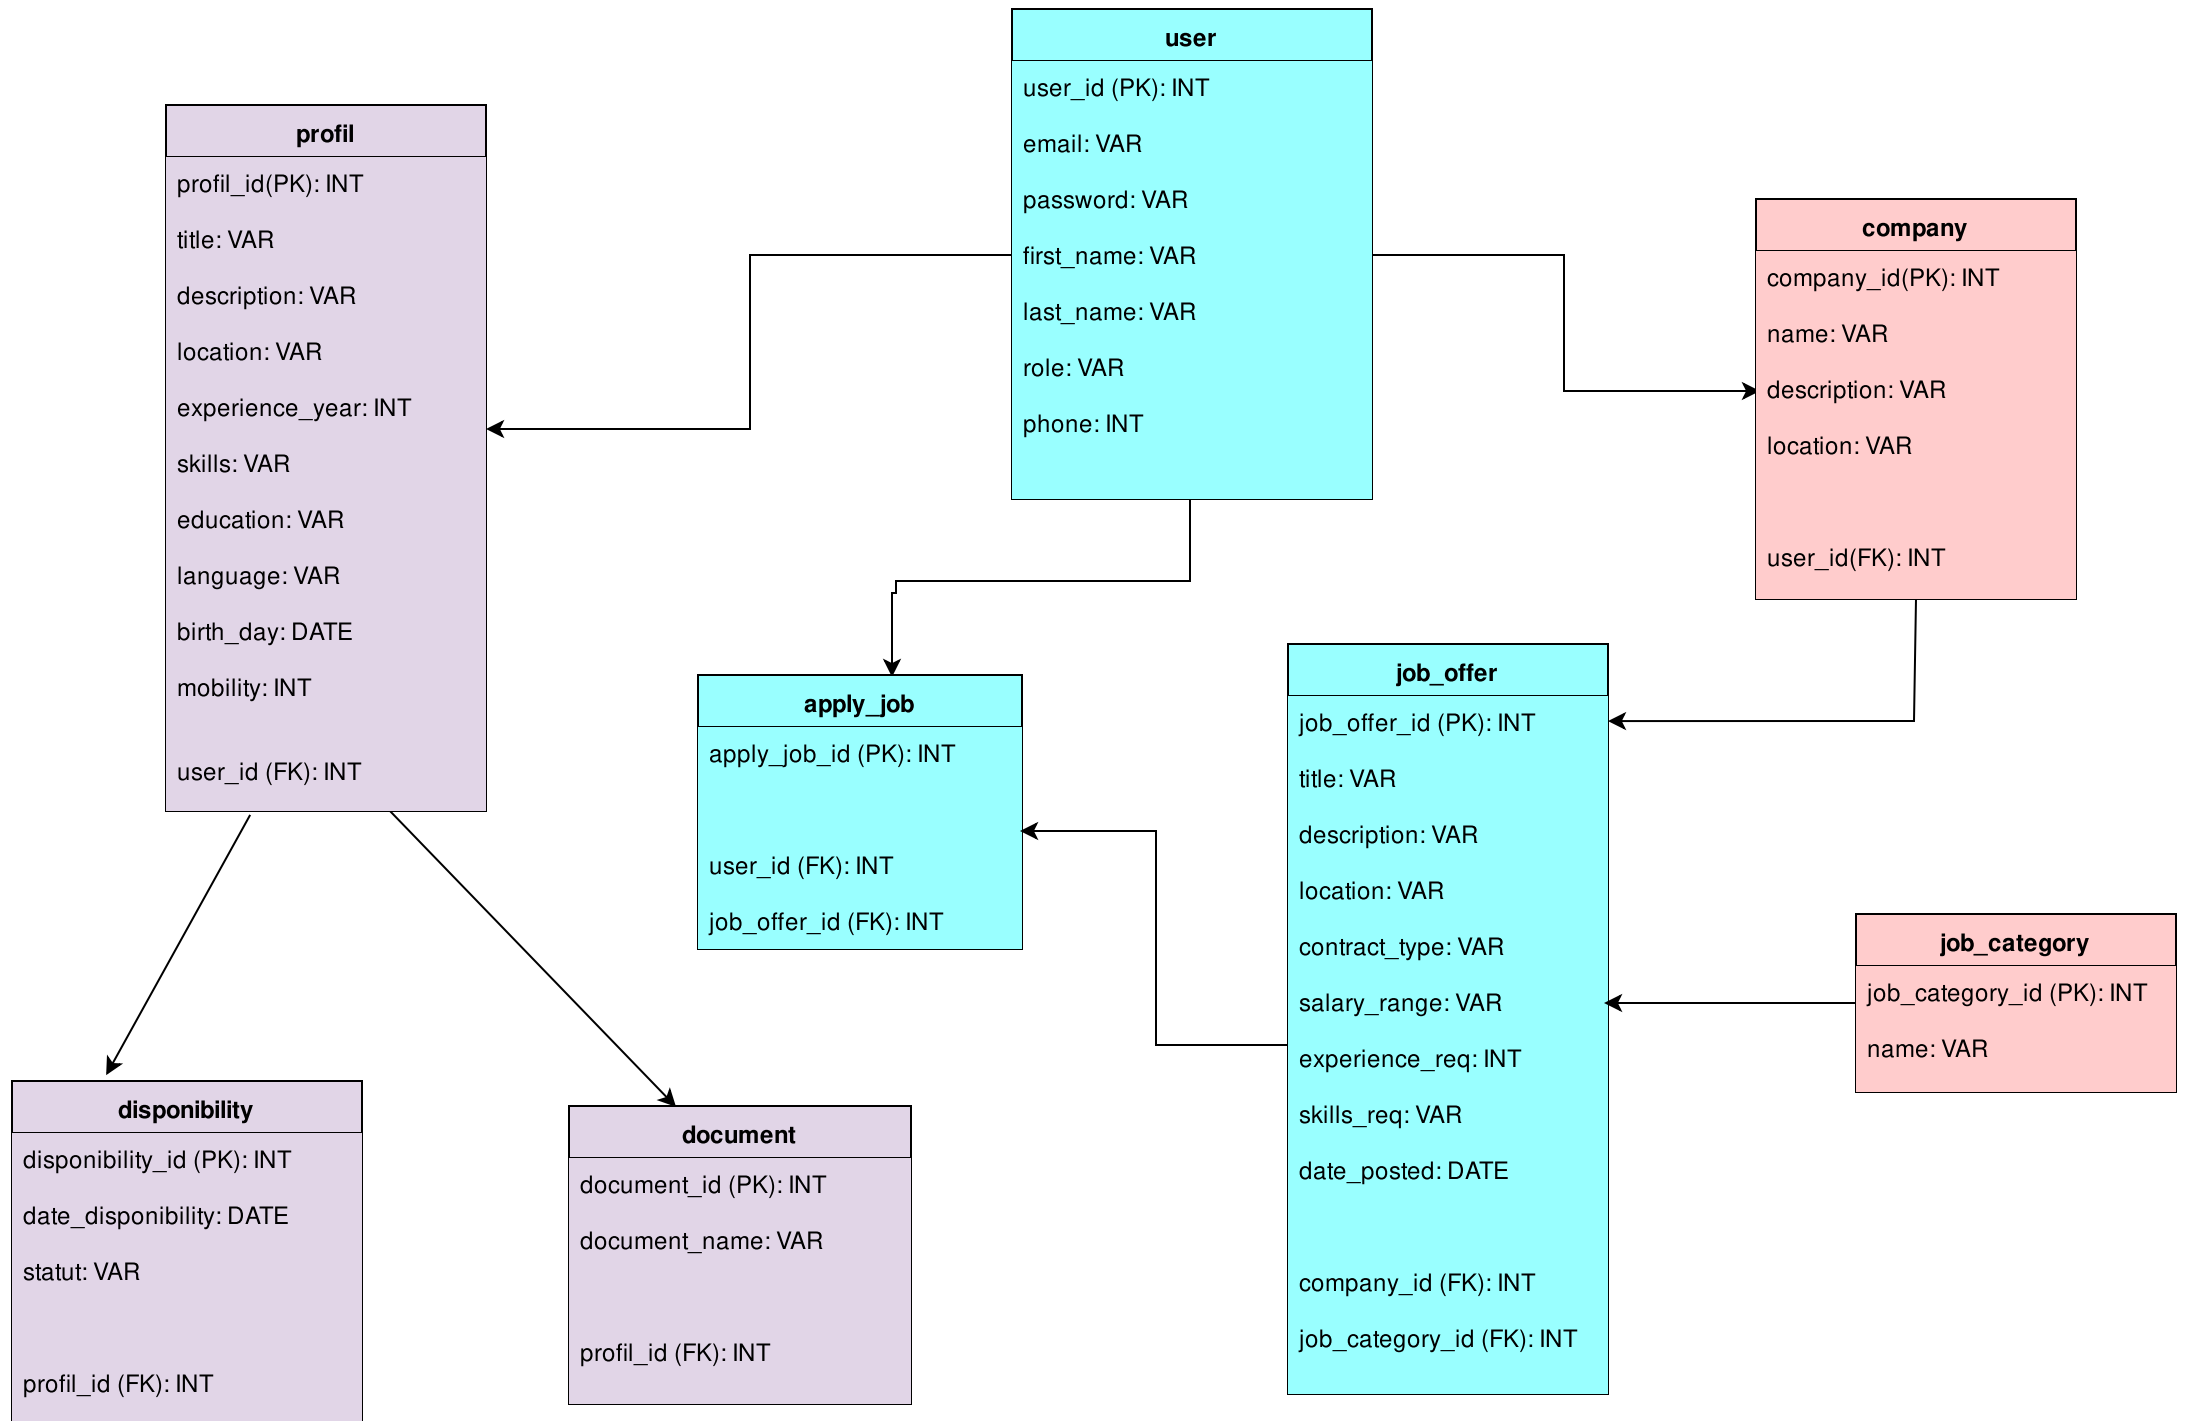 user
user_id (PK): INT
email: VAR
password: VAR
first_name: VAR
last_name: VAR
role: VAR
phone: INT
profil
profil_id(PK): INT
title: VAR
description: VAR
location: VAR
experience_year: INT
skills: VAR
education: VAR
language: VAR
birth_day: DATE
mobility: INT
user_id (FK): INT
company
company_id(PK): INT
name: VAR
description: VAR
location: VAR
user_id(FK): INT
apply_job
apply_job_id (PK): INT
user_id (FK): INT
job_offer_id (FK): INT
job_offer
job_offer_id (PK): INT
title: VAR
description: VAR
location: VAR
contract_type: VAR
salary_range: VAR
experience_req: INT
skills_req: VAR
date_posted: DATE
company_id (FK): INT
job_category_id (FK): INT
job_category
job_category_id (PK): INT
name: VAR
disponibility
disponibility_id (PK): INT
date_disponibility: DATE
statut: VAR
profil_id (FK): INT
document
document_id (PK): INT
document_name: VAR
profil_id (FK): INT